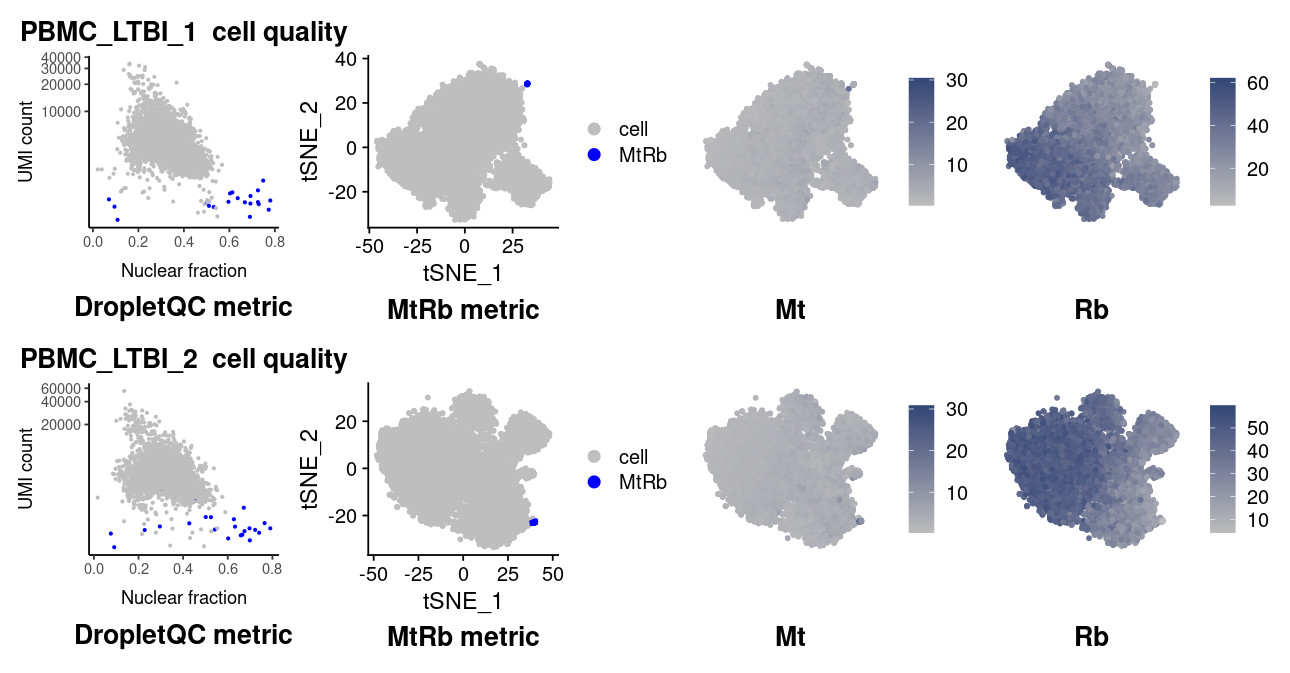 PBMC_LTBI_1  cell quality
40000
30000
20000
10000
UMI count
0.0 0.2 0.4 0.6 0.8
Nuclear fraction
DropletQC metric
40
20
0
-20
tSNE_2
-50 -25 0 25
tSNE_1
MtRb metric
cell
MtRb
30
20
10
Mt
60
40
20
Rb
PBMC_LTBI_2  cell quality
60000
40000
20000
UMI count
0.0 0.2 0.4 0.6 0.8
Nuclear fraction
DropletQC metric
20
0
-20
tSNE_2
-50 -25 0 25 50
tSNE_1
MtRb metric
cell
MtRb
30
20
10
Mt
50
40
30
20
10
Rb